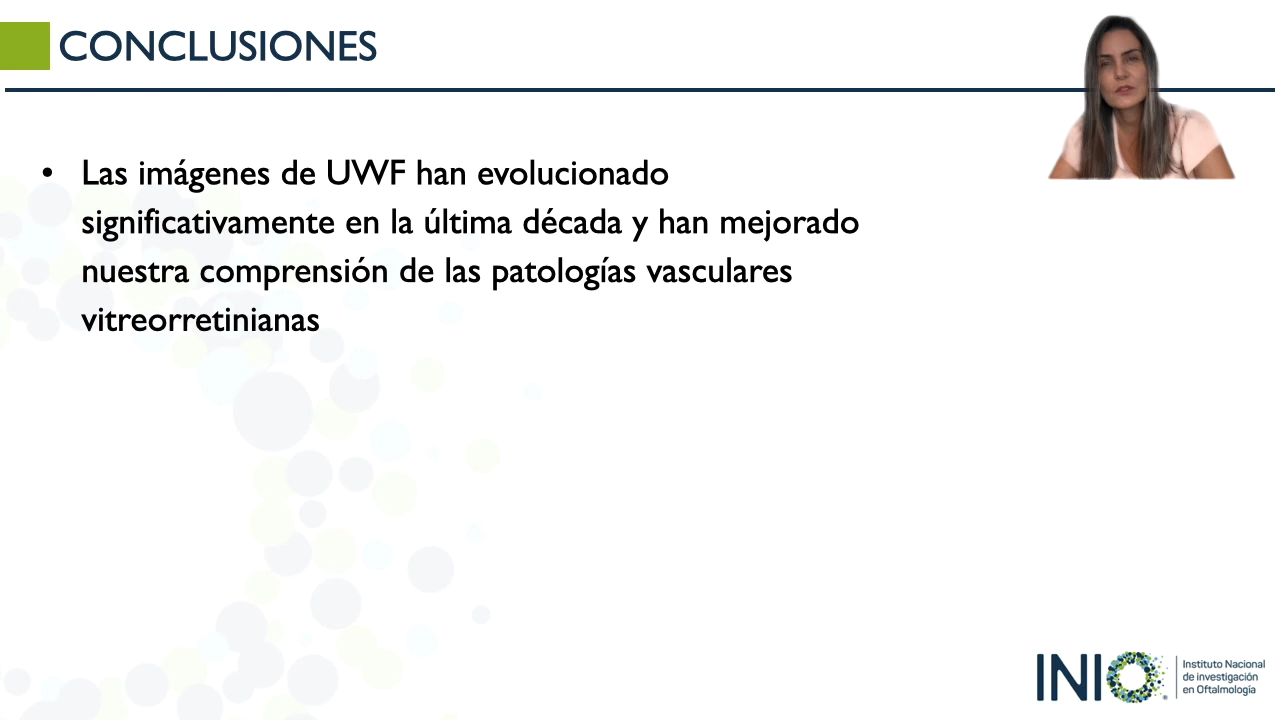 CONCLUSIONES
• Las imágenes de UWF han evolucionado
significativamente en la última década y han mejorado
nuestra comprensión de las patologías vasculares
vitreorretinianas
INIO
Instituto Nacional
de investigación
en Oftalmología